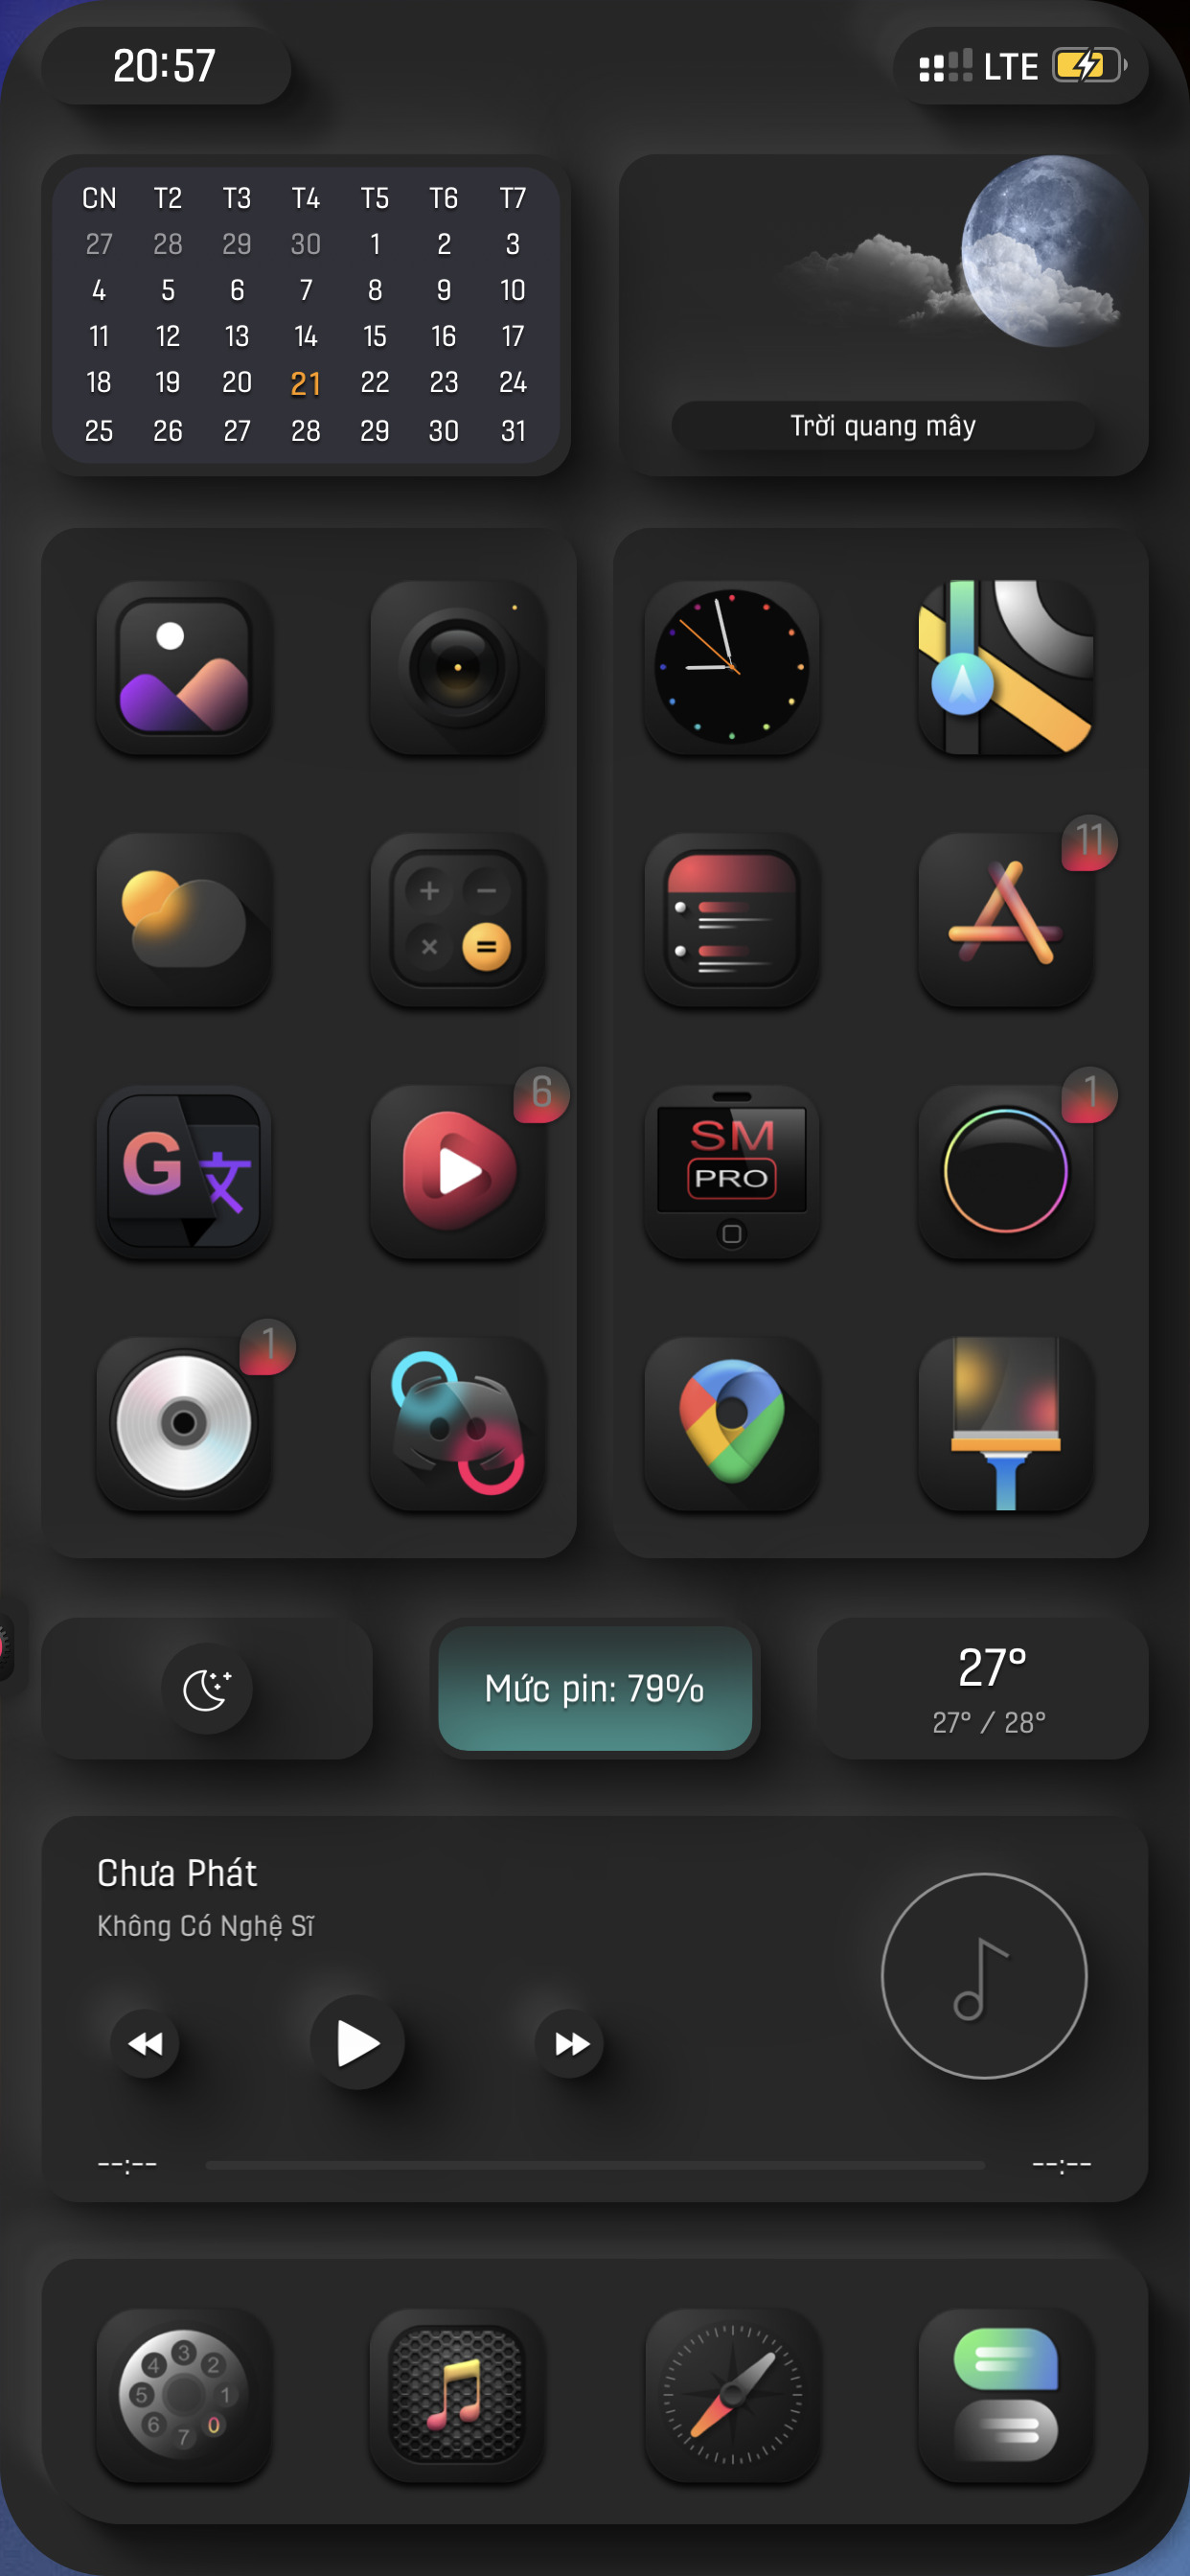 20:57
LTE
CN T2 T3 T4 T5 T6 T7
27 28 29 30 1 2 3
4 5 6 7 8 9 10
11 12 13 14 15 16 17
18 19 20 21 22 23 24
25 26 27 28 29 30 31
Trời quang mây
11
G 文
6
SM
PRO
1
1
Mức pin: 79%
27°
27° / 28°
Chưa Phát
Không Có Nghệ Sĩ
--:-- --:--
3
4 2
5 1
6 0
7